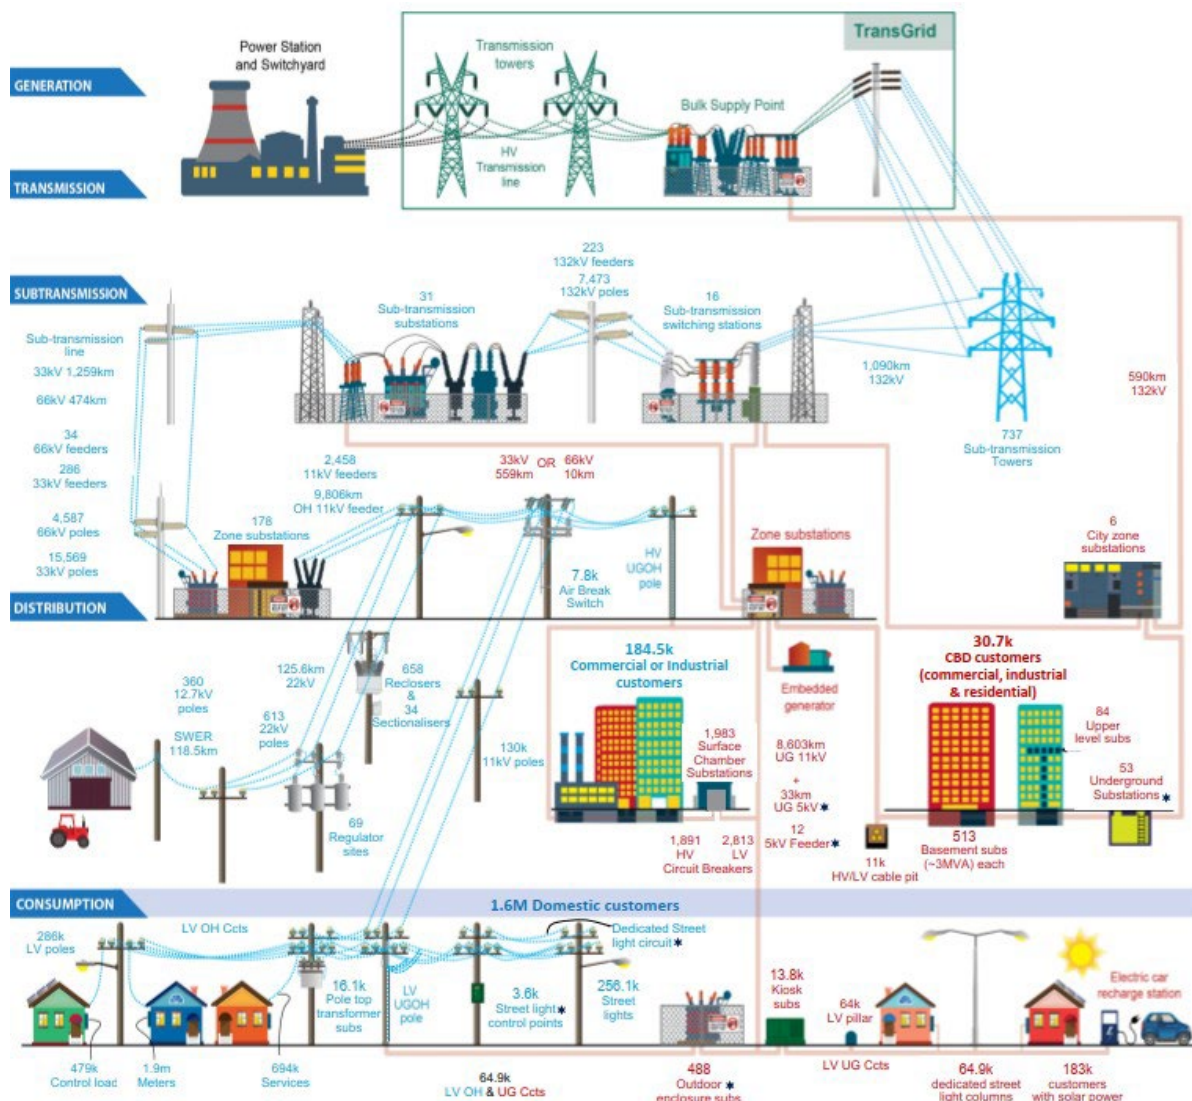 TransGrid
Power Station
and Switchyard
Transmission
towers
GENERATION
Bulk Supply Point
HV
Transmission
line
TRANSMISSION
223
132kV feeders
7,473
132kV poles
SUBTRANSMISSION
31
Sub-transmission
substations
16
Sub-transmission
switching stations
Sub-transmission
line
33kV 1,259km
66kV 474km
1,090km
132kV
590km
132kV
34
66kV feeders
286
33kV feeders
737
Sub-transmission
Towers
2,458
11kV feeders
9,806km
OH 11kV feeder
33kV OR 66kV
559km 10km
4,587
66kV poles
15,569
33kV poles
178
Zone substations
HV
UGOH
pole
7.8k
Air Break
Switch
Zone substations
6
City zone
substations
DISTRIBUTION
184.5k
Commercial or Industrial
customers
30.7k
CBD customers
(commercial, industrial
& residential)
360
12.7kV
poles
SWER
118.5km
125.6km
22kV
613
22kV
poles
658
Reclosers
&
34
Sectionalisers
Embedded
generator
84
Upper
level subs
130k
11kV poles
1,983
Surface
Chamber
Substations
8,603km
UG 11kV
+
33km
UG 5kV ✶
12
5kV Feeder ✶
53
Underground
Substations ✶
69
Regulator
sites
1,891
HV
2,813
LV
Circuit Breakers
11k
HV/LV cable pit
513
Basement subs
(~3MVA) each
CONSUMPTION
1.6M Domestic customers
286k
LV poles
LV OH Ccts
Dedicated Street
light circuit ✶
16.1k
Pole top
transformer
subs
LV
UGOH
pole
3.6k
Street light
control points ✶
256.1k
Street
lights
13.8k
Kiosk
subs
64k
LV pillar
Electric car
recharge station
479k
Control load
1.9m
Meters
694k
Services
64.9k
LV OH & UG Ccts
488
Outdoor ✶
enclosure subs
LV UG Ccts
64.9k
dedicated street
light columns
183k
customers
with solar power